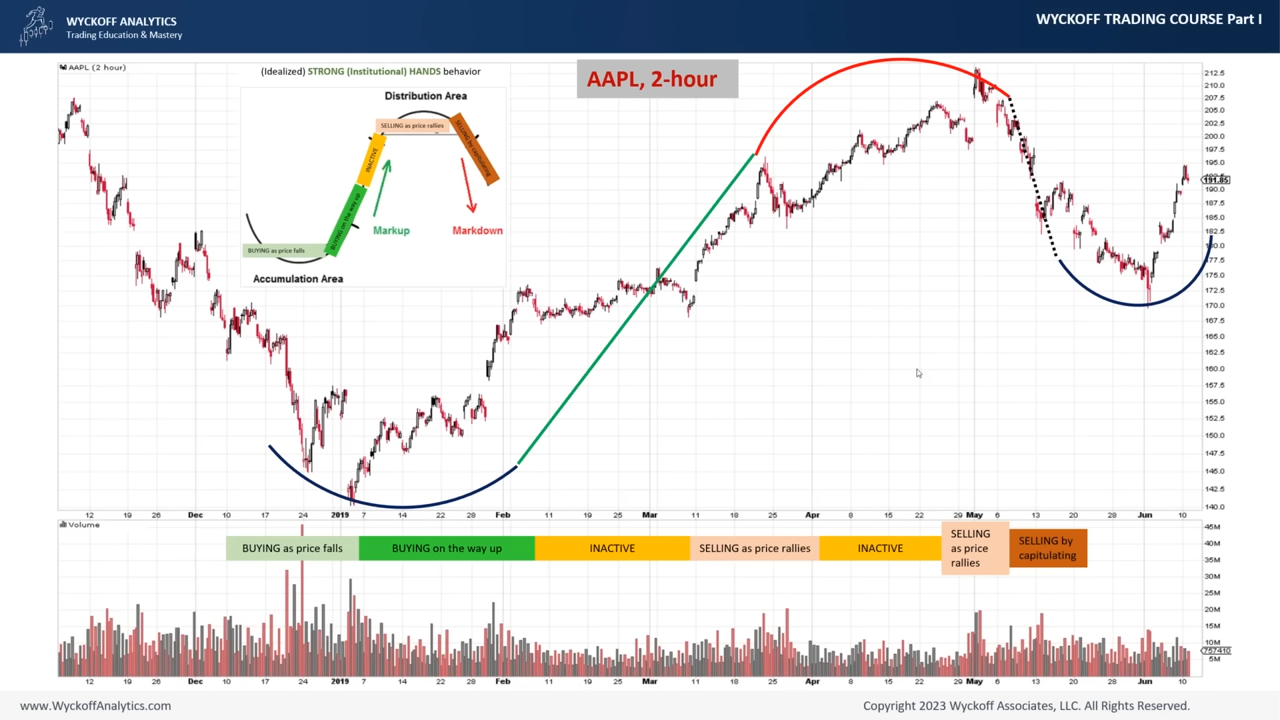 WYCKOFF ANALYTICS
Trading Education & Mastery
WYCKOFF TRADING COURSE Part I
AAPL (2 hour)
(Idealized) STRONG (Institutional) HANDS behavior
Distribution Area
SELLING as price rallies
SELLING by capitulating
INACTIVE
BUYING on the way up
BUYING as price falls
Markup
Markdown
Accumulation Area
AAPL, 2-hour
212.5
210.0
207.5
205.0
202.5
200.0
197.5
195.0
191.85
190.0
187.5
185.0
182.5
180.0
177.5
175.0
172.5
170.0
167.5
165.0
162.5
160.0
157.5
155.0
152.5
150.0
147.5
145.0
142.5
140.0
12 19 26 Dec 10 17 24 2019 7 14 22 28 Feb 11 19 25 Mar 11 18 25 Apr 8 15 22 29 May 6 13 20 28 Jun 10
Volume
BUYING as price falls
BUYING on the way up
INACTIVE
SELLING as price rallies
INACTIVE
SELLING
as price
rallies
SELLING by
capitulating
45M
40M
35M
30M
25M
20M
15M
10M
757410
5M
12 19 26 Dec 10 17 24 2019 7 14 22 28 Feb 11 19 25 Mar 11 18 25 Apr 8 15 22 29 May 6 13 20 28 Jun 10
www.WyckoffAnalytics.com
Copyright 2023 Wyckoff Associates, LLC. All Rights Reserved.